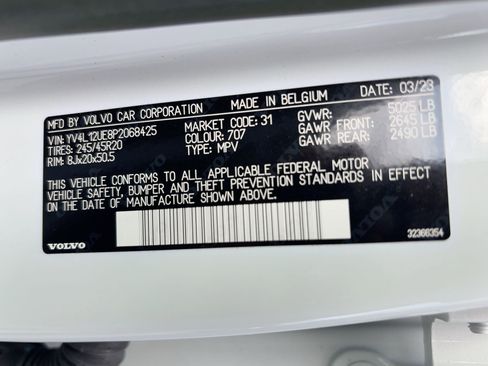 MFD BY VOLVO CAR CORPORATION MADE IN BELGIUM DATE: 03/23
VIN: YV4L12UE8P2068425 MARKET CODE: 31 GVWR: 5025 LB
TIRES: 245/45R20 COLOUR: 707 GAWR FRONT: 2645 LB
RIM: 8Jx20x50.5 TYPE: MPV GAWR REAR: 2490 LB
THIS VEHICLE CONFORMS TO ALL APPLICABLE FEDERAL MOTOR
VEHICLE SAFETY, BUMPER AND THEFT PREVENTION STANDARDS IN EFFECT
ON THE DATE OF MANUFACTURE SHOWN ABOVE.
VOLVO 32366354